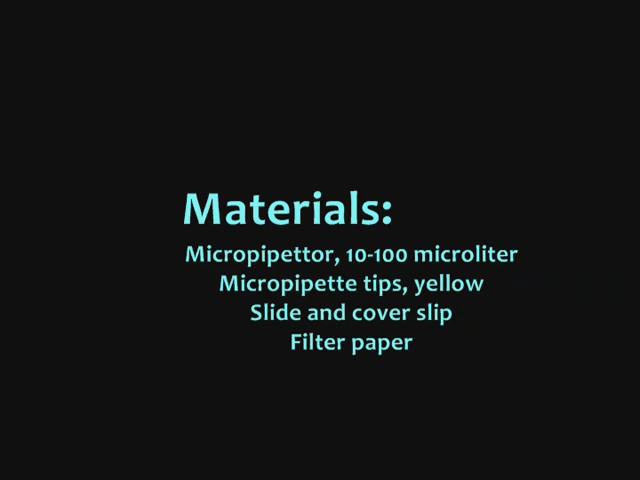 Materials:
Micropipettor, 10-100 microliter
Micropipette tips, yellow
Slide and cover slip
Filter paper